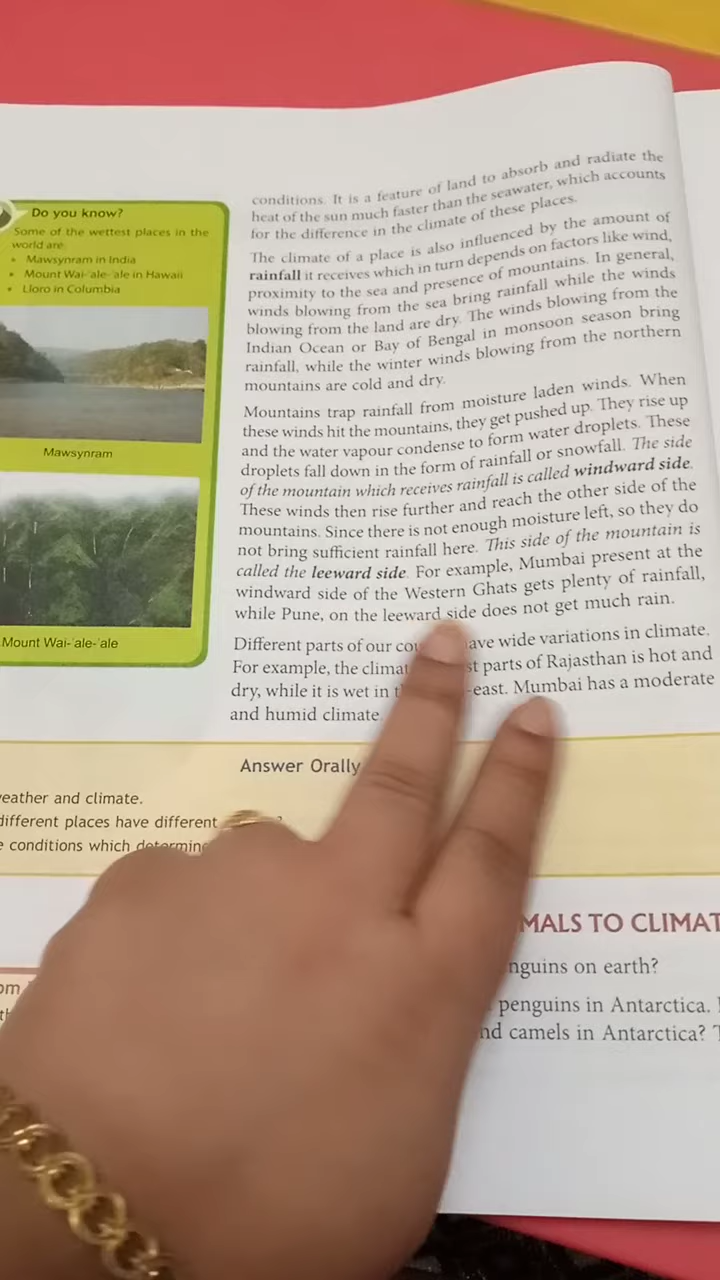 Do you know?
Some of the wettest places in the
world are:
• Mawsynram in India
• Mount Wai-'ale-'ale in Hawaii
• Lloro in Columbia
Mawsynram
Mount Wai-'ale-'ale
conditions. It is a feature of land to absorb and radiate the
heat of the sun much faster than the seawater, which accounts
for the difference in the climate of these places.
The climate of a place is also influenced by the amount of
rainfall it receives which in turn depends on factors like wind,
proximity to the sea and presence of mountains. In general,
winds blowing from the sea bring rainfall while the winds
blowing from the land are dry. The winds blowing from the
Indian Ocean or Bay of Bengal in monsoon season bring
rainfall, while the winter winds blowing from the northern
mountains are cold and dry.
Mountains trap rainfall from moisture laden winds. When
these winds hit the mountains, they get pushed up. They rise up
and the water vapour condense to form water droplets. These
droplets fall down in the form of rainfall or snowfall. The side
of the mountain which receives rainfall is called windward side.
These winds then rise further and reach the other side of the
mountains. Since there is not enough moisture left, so they do
not bring sufficient rainfall here. This side of the mountain is
called the leeward side. For example, Mumbai present at the
windward side of the Western Ghats gets plenty of rainfall,
while Pune, on the leeward side does not get much rain.
Different parts of our ave wide variations in climate.
For example, the st parts of Rajasthan is hot and
dry, while it is wet in -east. Mumbai has a moderate
and humid climate.
Answer Orally
eather and climate.
different places have different
e conditions which
MALS TO CLIMAT
nguins on earth?
penguins in Antarctica.
nd camels in Antarctica?